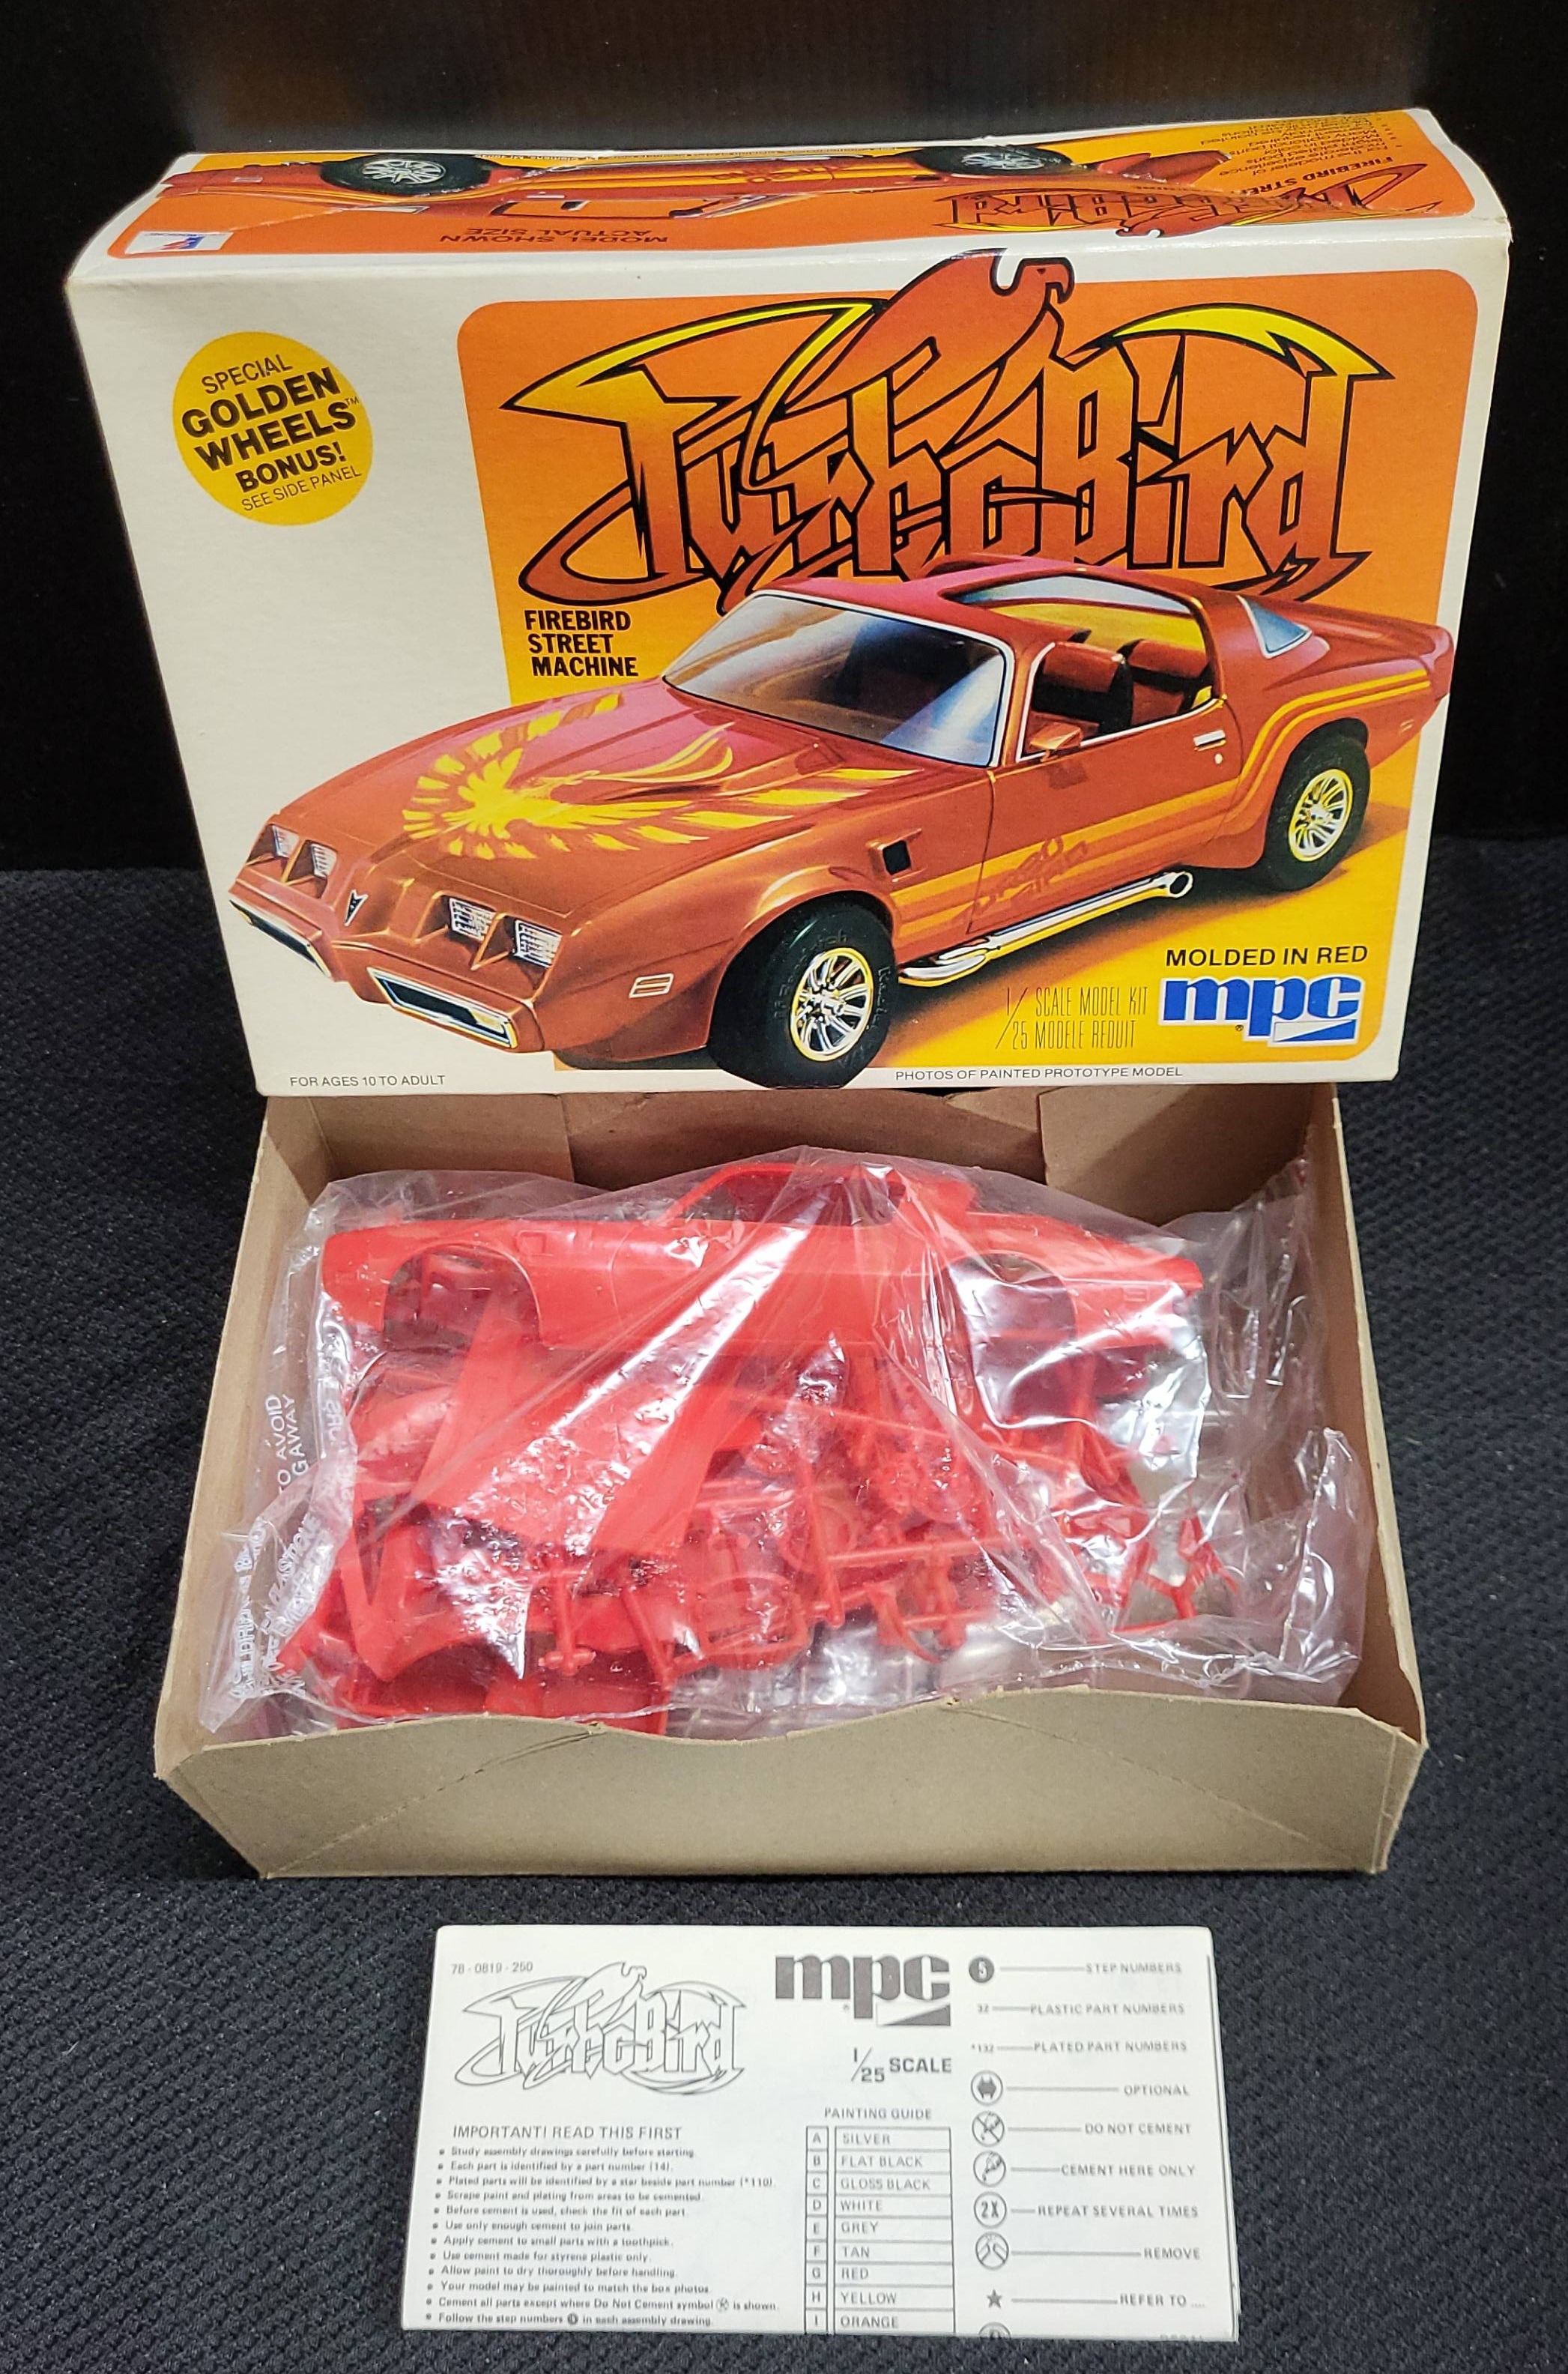 MODEL SHOWN
ACTUAL SIZE
FIREBIRD STRE
TurboBird
SPECIAL
GOLDEN
WHEELS™
BONUS!
SEE SIDE PANEL
TurboBird
FIREBIRD
STREET
MACHINE
MOLDED IN RED
1/25 SCALE MODEL KIT
MODELE REDUIT
mpc®
FOR AGES 10 TO ADULT
PHOTOS OF PAINTED PROTOTYPE MODEL
O AVOID
G AWAY
78-0819-250
TurboBird
mpc®
1/25 SCALE
IMPORTANT! READ THIS FIRST
• Study assembly drawings carefully before starting.
• Each part is identified by a part number (14).
• Plated parts will be identified by a star beside part number (*110).
• Scrape paint and plating from areas to be cemented.
• Before cement is used, check the fit of each part.
• Use only enough cement to join parts.
• Apply cement to small parts with a toothpick.
• Use cement made for styrene plastic only.
• Allow paint to dry thoroughly before handling.
• Your model may be painted to match the box photos.
• Cement all parts except where Do Not Cement symbol is shown.
• Follow the step numbers in each assembly drawing.
PAINTING GUIDE
A SILVER
B FLAT BLACK
C GLOSS BLACK
D WHITE
E GREY
F TAN
G RED
H YELLOW
I ORANGE
5 STEP NUMBERS
32 PLASTIC PART NUMBERS
*132 PLATED PART NUMBERS
OPTIONAL
DO NOT CEMENT
CEMENT HERE ONLY
2X REPEAT SEVERAL TIMES
REMOVE
★ REFER TO ....